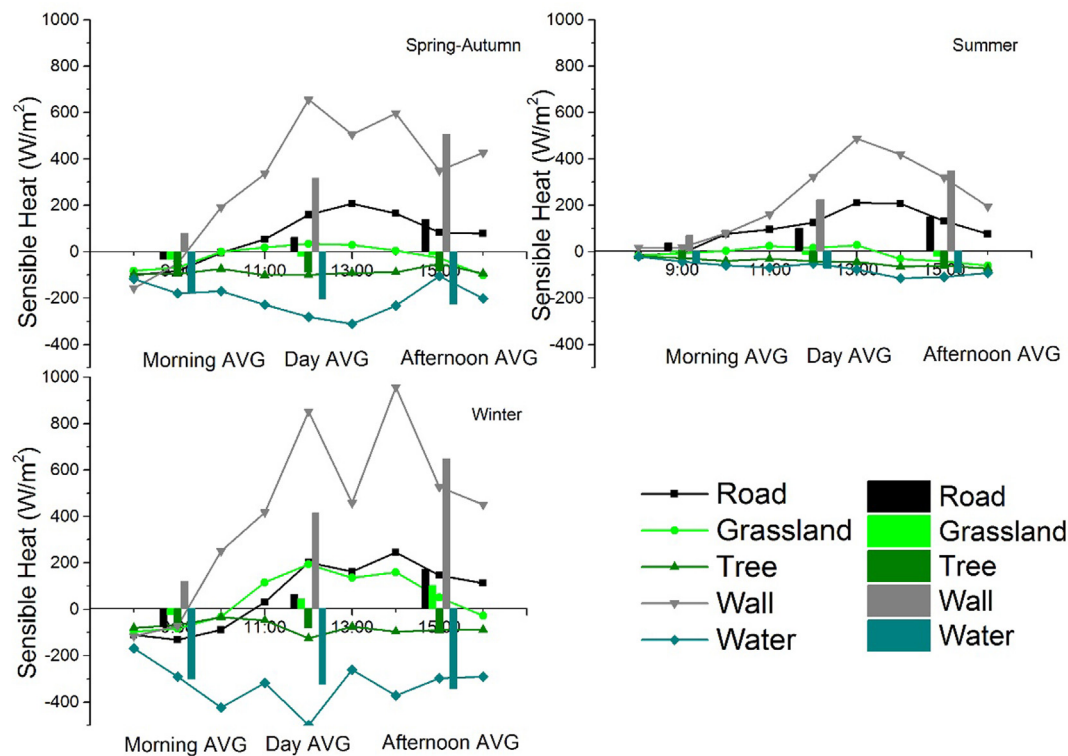 1000
Spring-Autumn
800
600
400
200
0
-200
-400
Sensible Heat (W/m²)
11:00
13:00
15:00
Morning AVG
Day AVG
Afternoon AVG
1000
Summer
800
600
400
200
0
-200
-400
Sensible Heat (W/m²)
9:00
11:00
13:00
15:00
Morning AVG
Day AVG
Afternoon AVG
1000
Winter
800
600
400
200
0
-200
-400
Sensible Heat (W/m²)
11:00
13:00
15:00
Morning AVG
Day AVG
Afternoon AVG
Road
Grassland
Tree
Wall
Water
Road
Grassland
Tree
Wall
Water